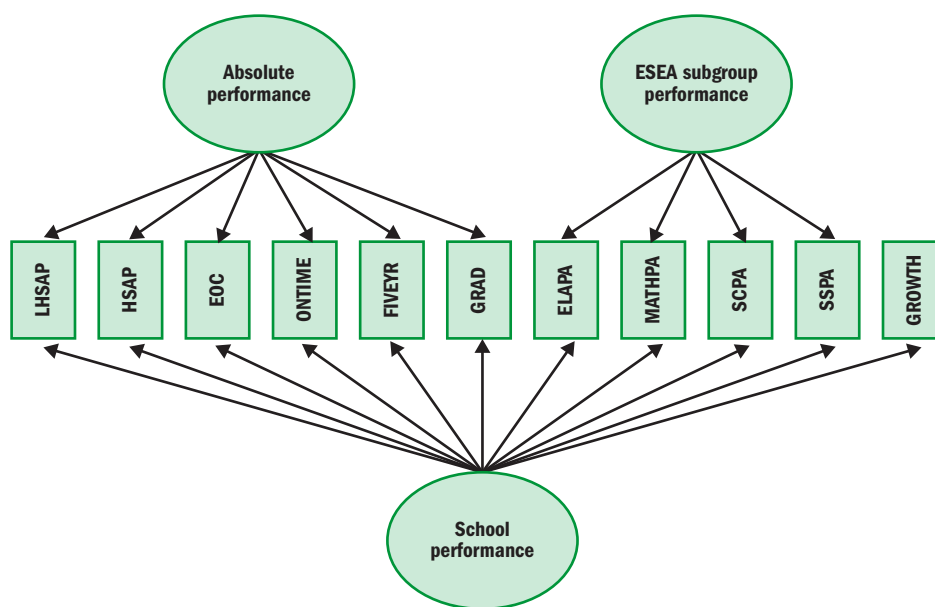 Absolute
performance
ESEA subgroup
performance
LHSAP
HSAP
EOC
ONTIME
FIVEYR
GRAD
ELAPA
MATHPA
SCPA
SSPA
GROWTH
School
performance